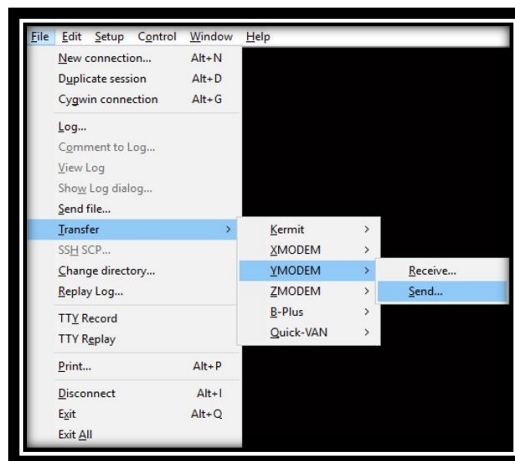 File Edit Setup Control Window Help
New connection... Alt+N
Duplicate session Alt+D
Cygwin connection Alt+G
Log...
Comment to Log...
View Log
Show Log dialog...
Send file...
Transfer >
SSH SCP...
Change directory...
Replay Log...
TTY Record
TTY Replay
Print... Alt+P
Disconnect Alt+I
Exit Alt+Q
Exit All
Kermit >
XMODEM >
YMODEM >
ZMODEM >
B-Plus >
Quick-VAN >
Receive...
Send...